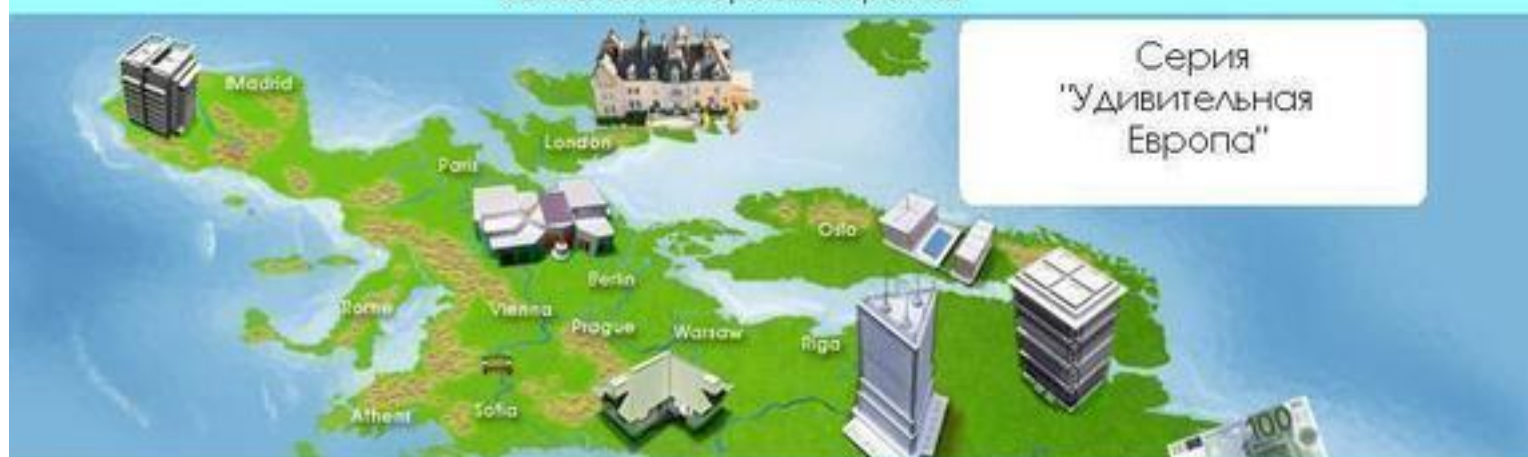 Серия
"Удивительная
Европа"
Madrid
London
Paris
Oslo
Berlin
Rome
Vienna
Prague
Warsaw
Riga
Athens
Sofia
100